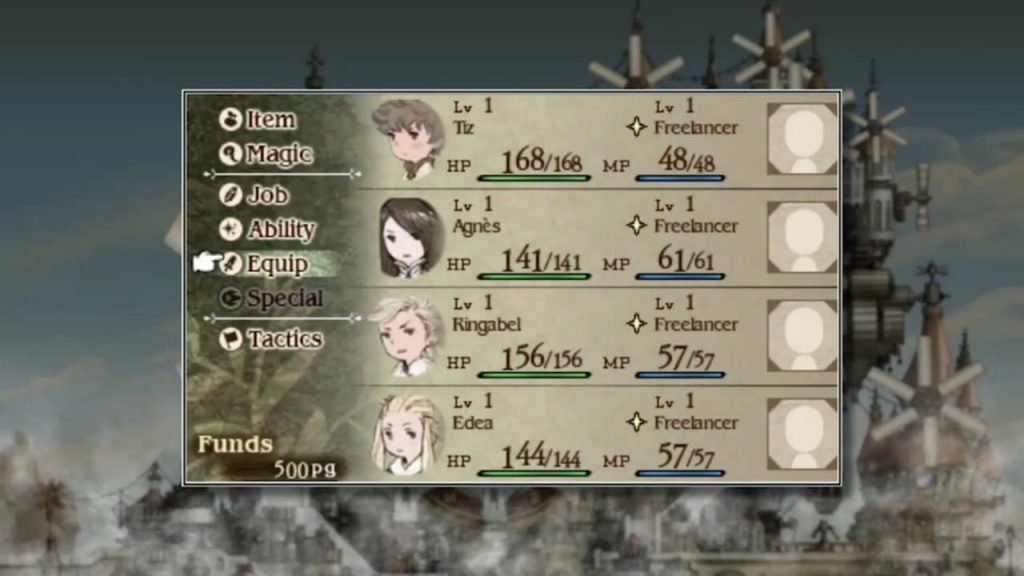 Item
Magic
Job
Ability
Equip
Special
Tactics
Funds
500pg
Lv 1 Lv 1
Tiz Freelancer
HP 168/168 MP 48/48
Lv 1 Lv 1
Agnès Freelancer
HP 141/141 MP 61/61
Lv 1 Lv 1
Ringabel Freelancer
HP 156/156 MP 57/57
Lv 1 Lv 1
Edea Freelancer
HP 144/144 MP 57/57